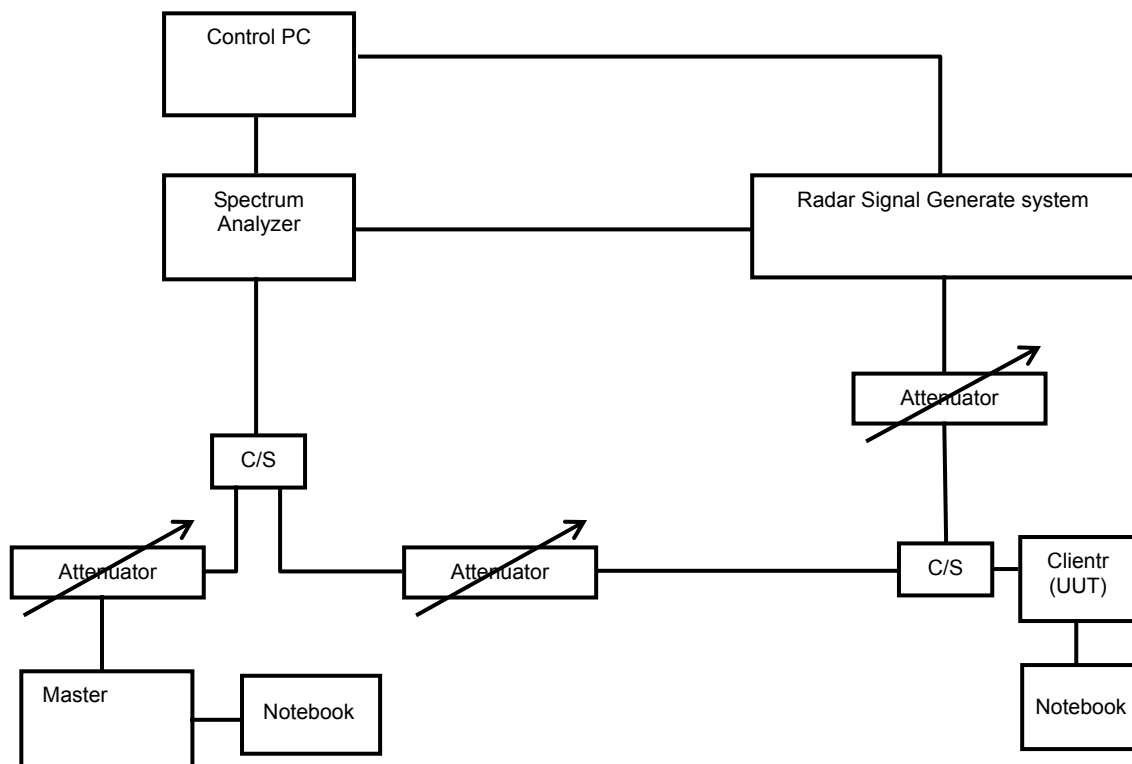 Control PC
Spectrum
Analyzer
Radar Signal Generate system
Attenuator
C/S
Attenuator
Attenuator
C/S
Clientr
(UUT)
Master
Notebook
Notebook